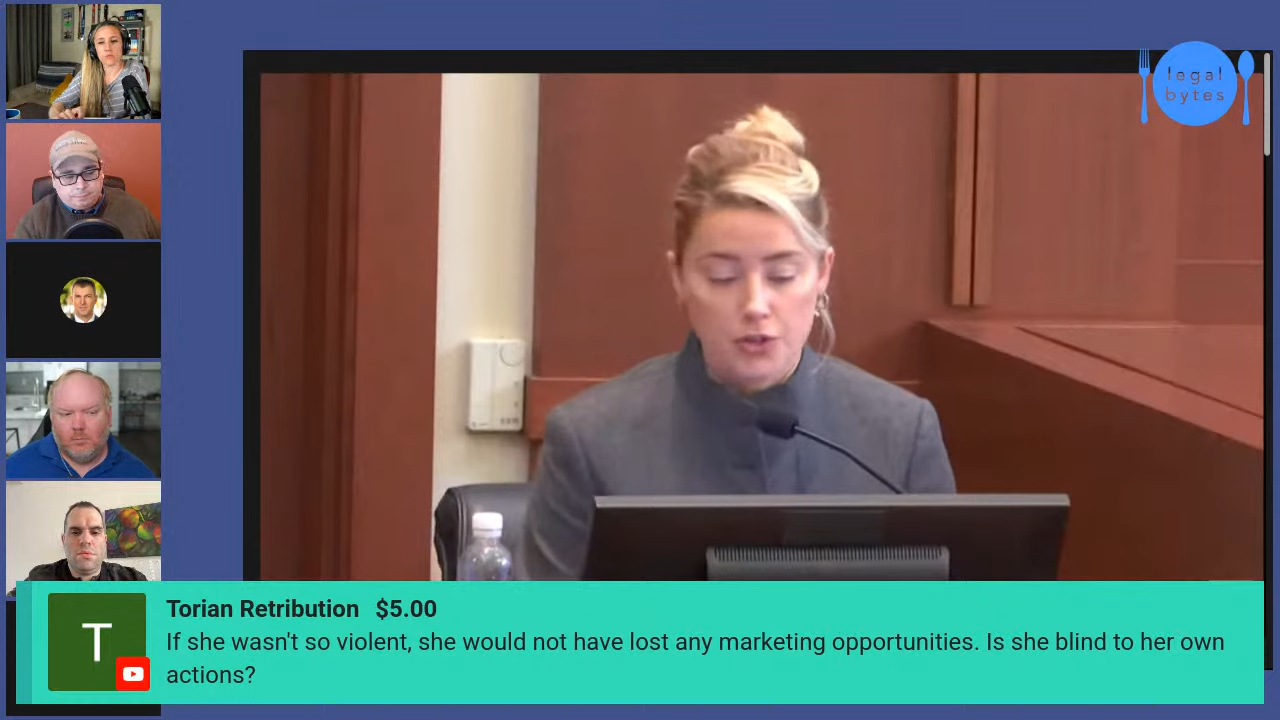 legal
bytes
Torian Retribution $5.00
T
If she wasn't so violent, she would not have lost any marketing opportunities. Is she blind to her own
actions?